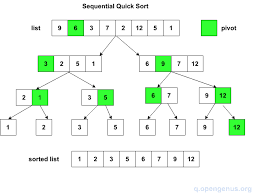 Sequential Quick Sort
list 9 6 3 7 2 12 5 1 pivot
3 2 5 1 6 9 7 12
2 1 3 5 6 7 9 12
1 2 3 5 6 7 9 12
sorted list 1 2 3 5 6 7 9 12
iq.opengenus.org